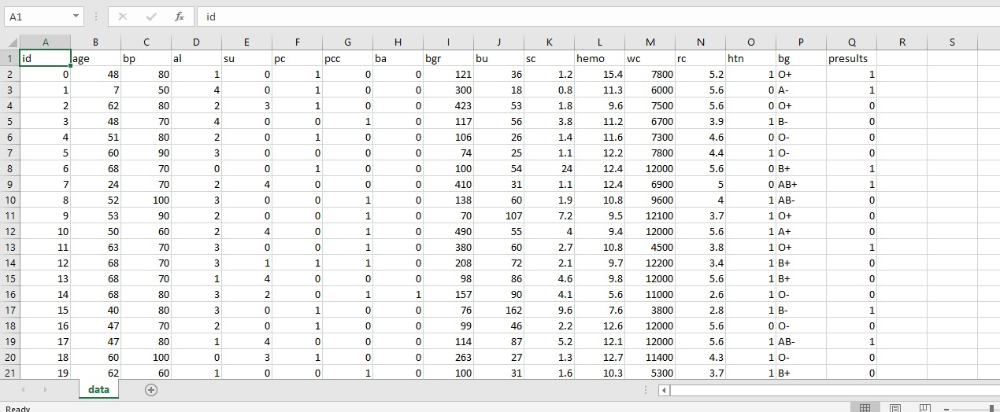 A1 fx id
A B C D E F G H I J K L M N O P Q R S
1 id age bp al su pc pcc ba bgr bu sc hemo wc rc htn bg presults
2 0 48 80 1 0 1 0 0 121 36 1.2 15.4 7800 5.2 1 O+ 1
3 1 7 50 4 0 1 0 0 300 18 0.8 11.3 6000 5.6 0 A- 1
4 2 62 80 2 3 1 0 0 423 53 1.8 9.6 7500 5.6 0 O+ 0
5 3 48 70 4 0 0 1 0 117 56 3.8 11.2 6700 3.9 1 B- 0
6 4 51 80 2 0 1 0 0 106 26 1.4 11.6 7300 4.6 0 O- 0
7 5 60 90 3 0 0 0 0 74 25 1.1 12.2 7800 4.4 1 O- 0
8 6 68 70 0 0 1 0 0 100 54 24 12.4 12000 5.6 0 B+ 1
9 7 24 70 2 4 0 0 0 410 31 1.1 12.4 6900 5 0 AB+ 1
10 8 52 100 3 0 0 1 0 138 60 1.9 10.8 9600 4 1 AB- 0
11 9 53 90 2 0 0 1 0 70 107 7.2 9.5 12100 3.7 1 O+ 0
12 10 50 60 2 4 0 1 0 490 55 4 9.4 12000 5.6 1 A+ 0
13 11 63 70 3 0 0 1 0 380 60 2.7 10.8 4500 3.8 1 O+ 1
14 12 68 70 3 1 1 1 0 208 72 2.1 9.7 12200 3.4 1 B+ 0
15 13 68 70 1 4 0 0 0 98 86 4.6 9.8 12000 5.6 1 B+ 0
16 14 68 80 3 2 0 1 1 157 90 4.1 5.6 11000 2.6 1 O- 0
17 15 40 80 3 0 1 0 0 76 162 9.6 7.6 3800 2.8 1 B- 1
18 16 47 70 2 0 1 0 0 99 46 2.2 12.6 12000 5.6 0 O- 0
19 17 47 80 1 4 0 0 0 114 87 5.2 12.1 12000 5.6 1 AB- 1
20 18 60 100 0 3 1 0 0 263 27 1.3 12.7 11400 4.3 1 O- 0
21 19 62 60 1 0 0 1 0 100 31 1.6 10.3 5300 3.7 1 B+ 0
data
Ready